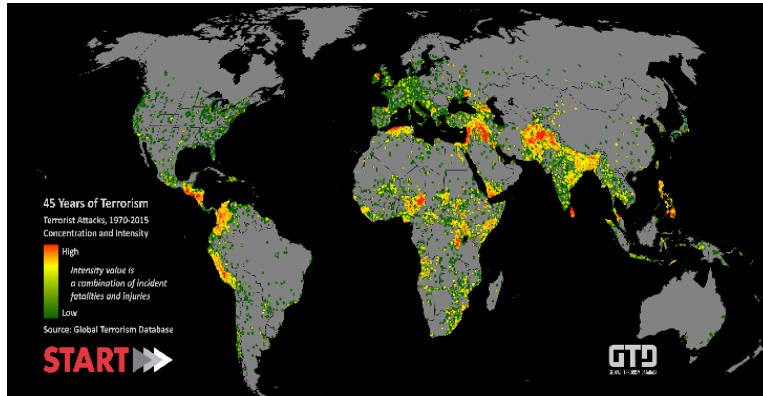 45 Years of Terrorism
Terrorist Attacks, 1970-2015
Concentration and Intensity
High
Intensity value is
a combination of incident
fatalities and injuries
Low
Source: Global Terrorism Database
START
GTD